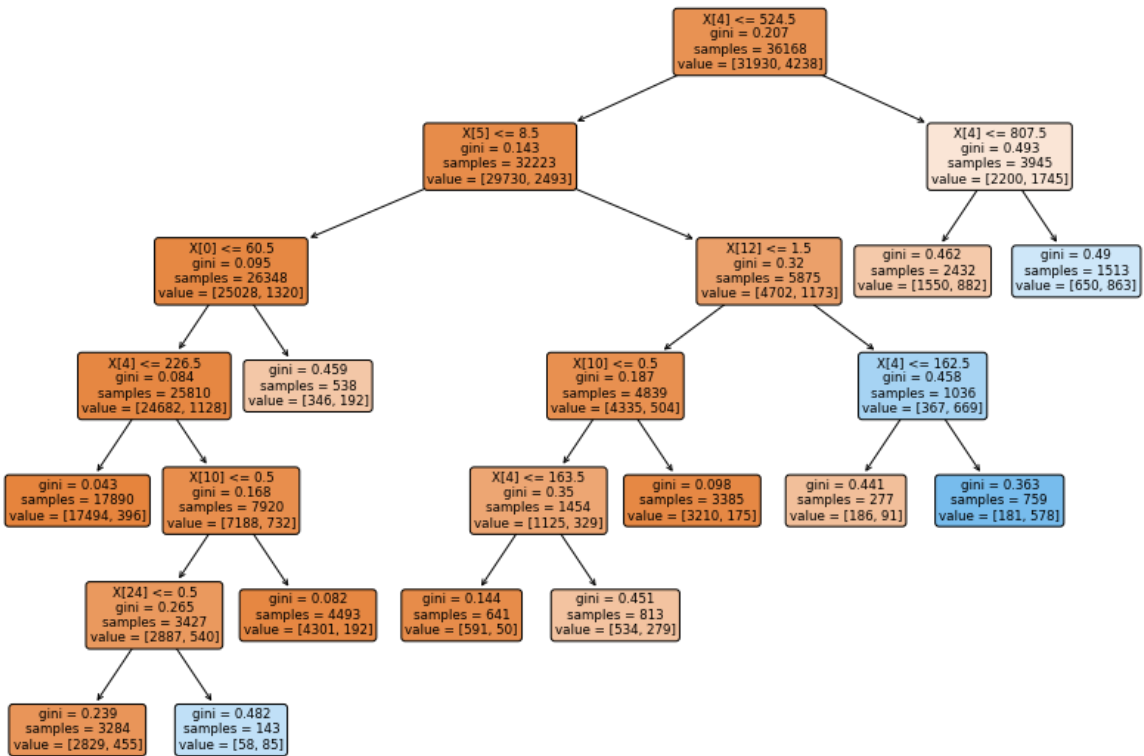 X[4] <= 524.5
gini = 0.207
samples = 36168
value = [31930, 4238]
X[5] <= 8.5
gini = 0.143
samples = 32223
value = [29730, 2493]
X[4] <= 807.5
gini = 0.493
samples = 3945
value = [2200, 1745]
X[0] <= 60.5
gini = 0.095
samples = 26348
value = [25028, 1320]
X[12] <= 1.5
gini = 0.32
samples = 5875
value = [4702, 1173]
gini = 0.462
samples = 2432
value = [1550, 882]
gini = 0.49
samples = 1513
value = [650, 863]
X[4] <= 226.5
gini = 0.084
samples = 25810
value = [24682, 1128]
gini = 0.459
samples = 538
value = [346, 192]
X[10] <= 0.5
gini = 0.187
samples = 4839
value = [4335, 504]
X[4] <= 162.5
gini = 0.458
samples = 1036
value = [367, 669]
gini = 0.043
samples = 17890
value = [17494, 396]
X[10] <= 0.5
gini = 0.168
samples = 7920
value = [7188, 732]
X[4] <= 163.5
gini = 0.35
samples = 1454
value = [1125, 329]
gini = 0.098
samples = 3385
value = [3210, 175]
gini = 0.441
samples = 277
value = [186, 91]
gini = 0.363
samples = 759
value = [181, 578]
X[24] <= 0.5
gini = 0.265
samples = 3427
value = [2887, 540]
gini = 0.082
samples = 4493
value = [4301, 192]
gini = 0.144
samples = 641
value = [591, 50]
gini = 0.451
samples = 813
value = [534, 279]
gini = 0.239
samples = 3284
value = [2829, 455]
gini = 0.482
samples = 143
value = [58, 85]